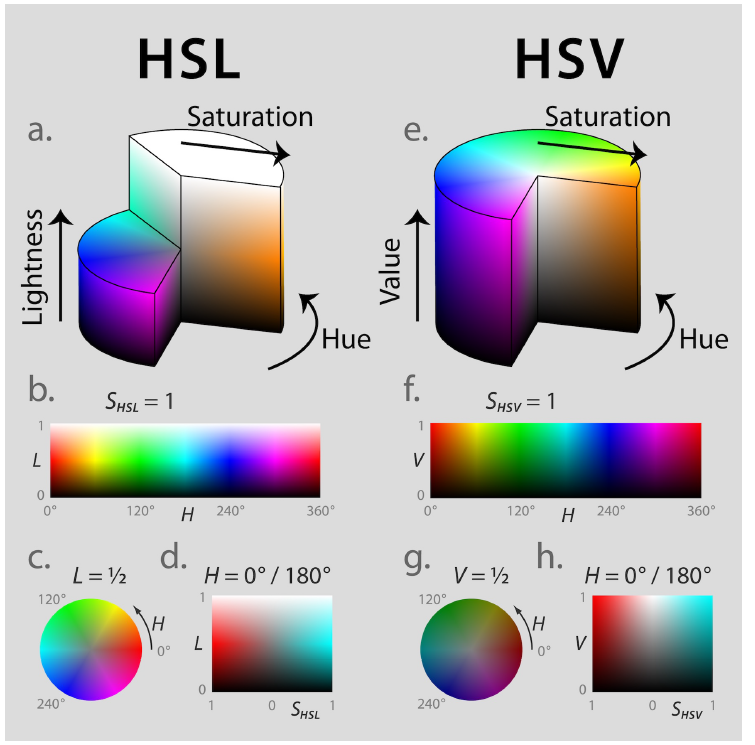 HSL
HSV
a.
Saturation
Lightness
Hue
e.
Saturation
Value
Hue
b.
S_HSL = 1
1
L
0
0°
120°
H
240°
360°
f.
S_HSV = 1
1
V
0
0°
120°
H
240°
360°
c.
L = ½
120°
H
0°
240°
d.
H = 0° / 180°
1
L
0
1
0
S_HSL
1
g.
V = ½
120°
H
0°
240°
h.
H = 0° / 180°
1
V
0
1
0
S_HSV
1